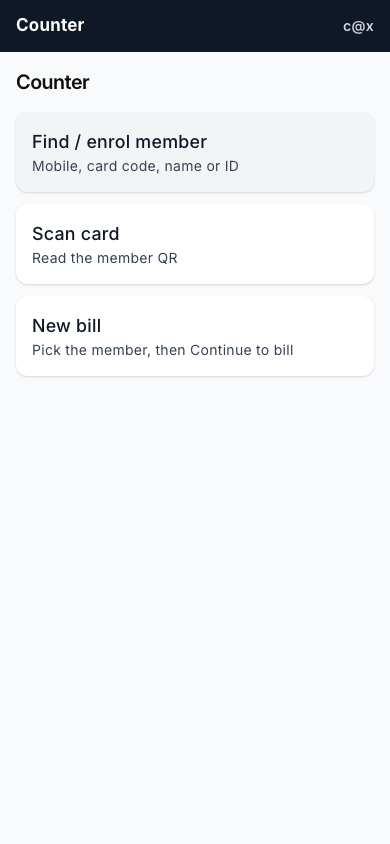 Counter
c@x
Counter
Find / enrol member
Mobile, card code, name or ID
Scan card
Read the member QR
New bill
Pick the member, then Continue to bill